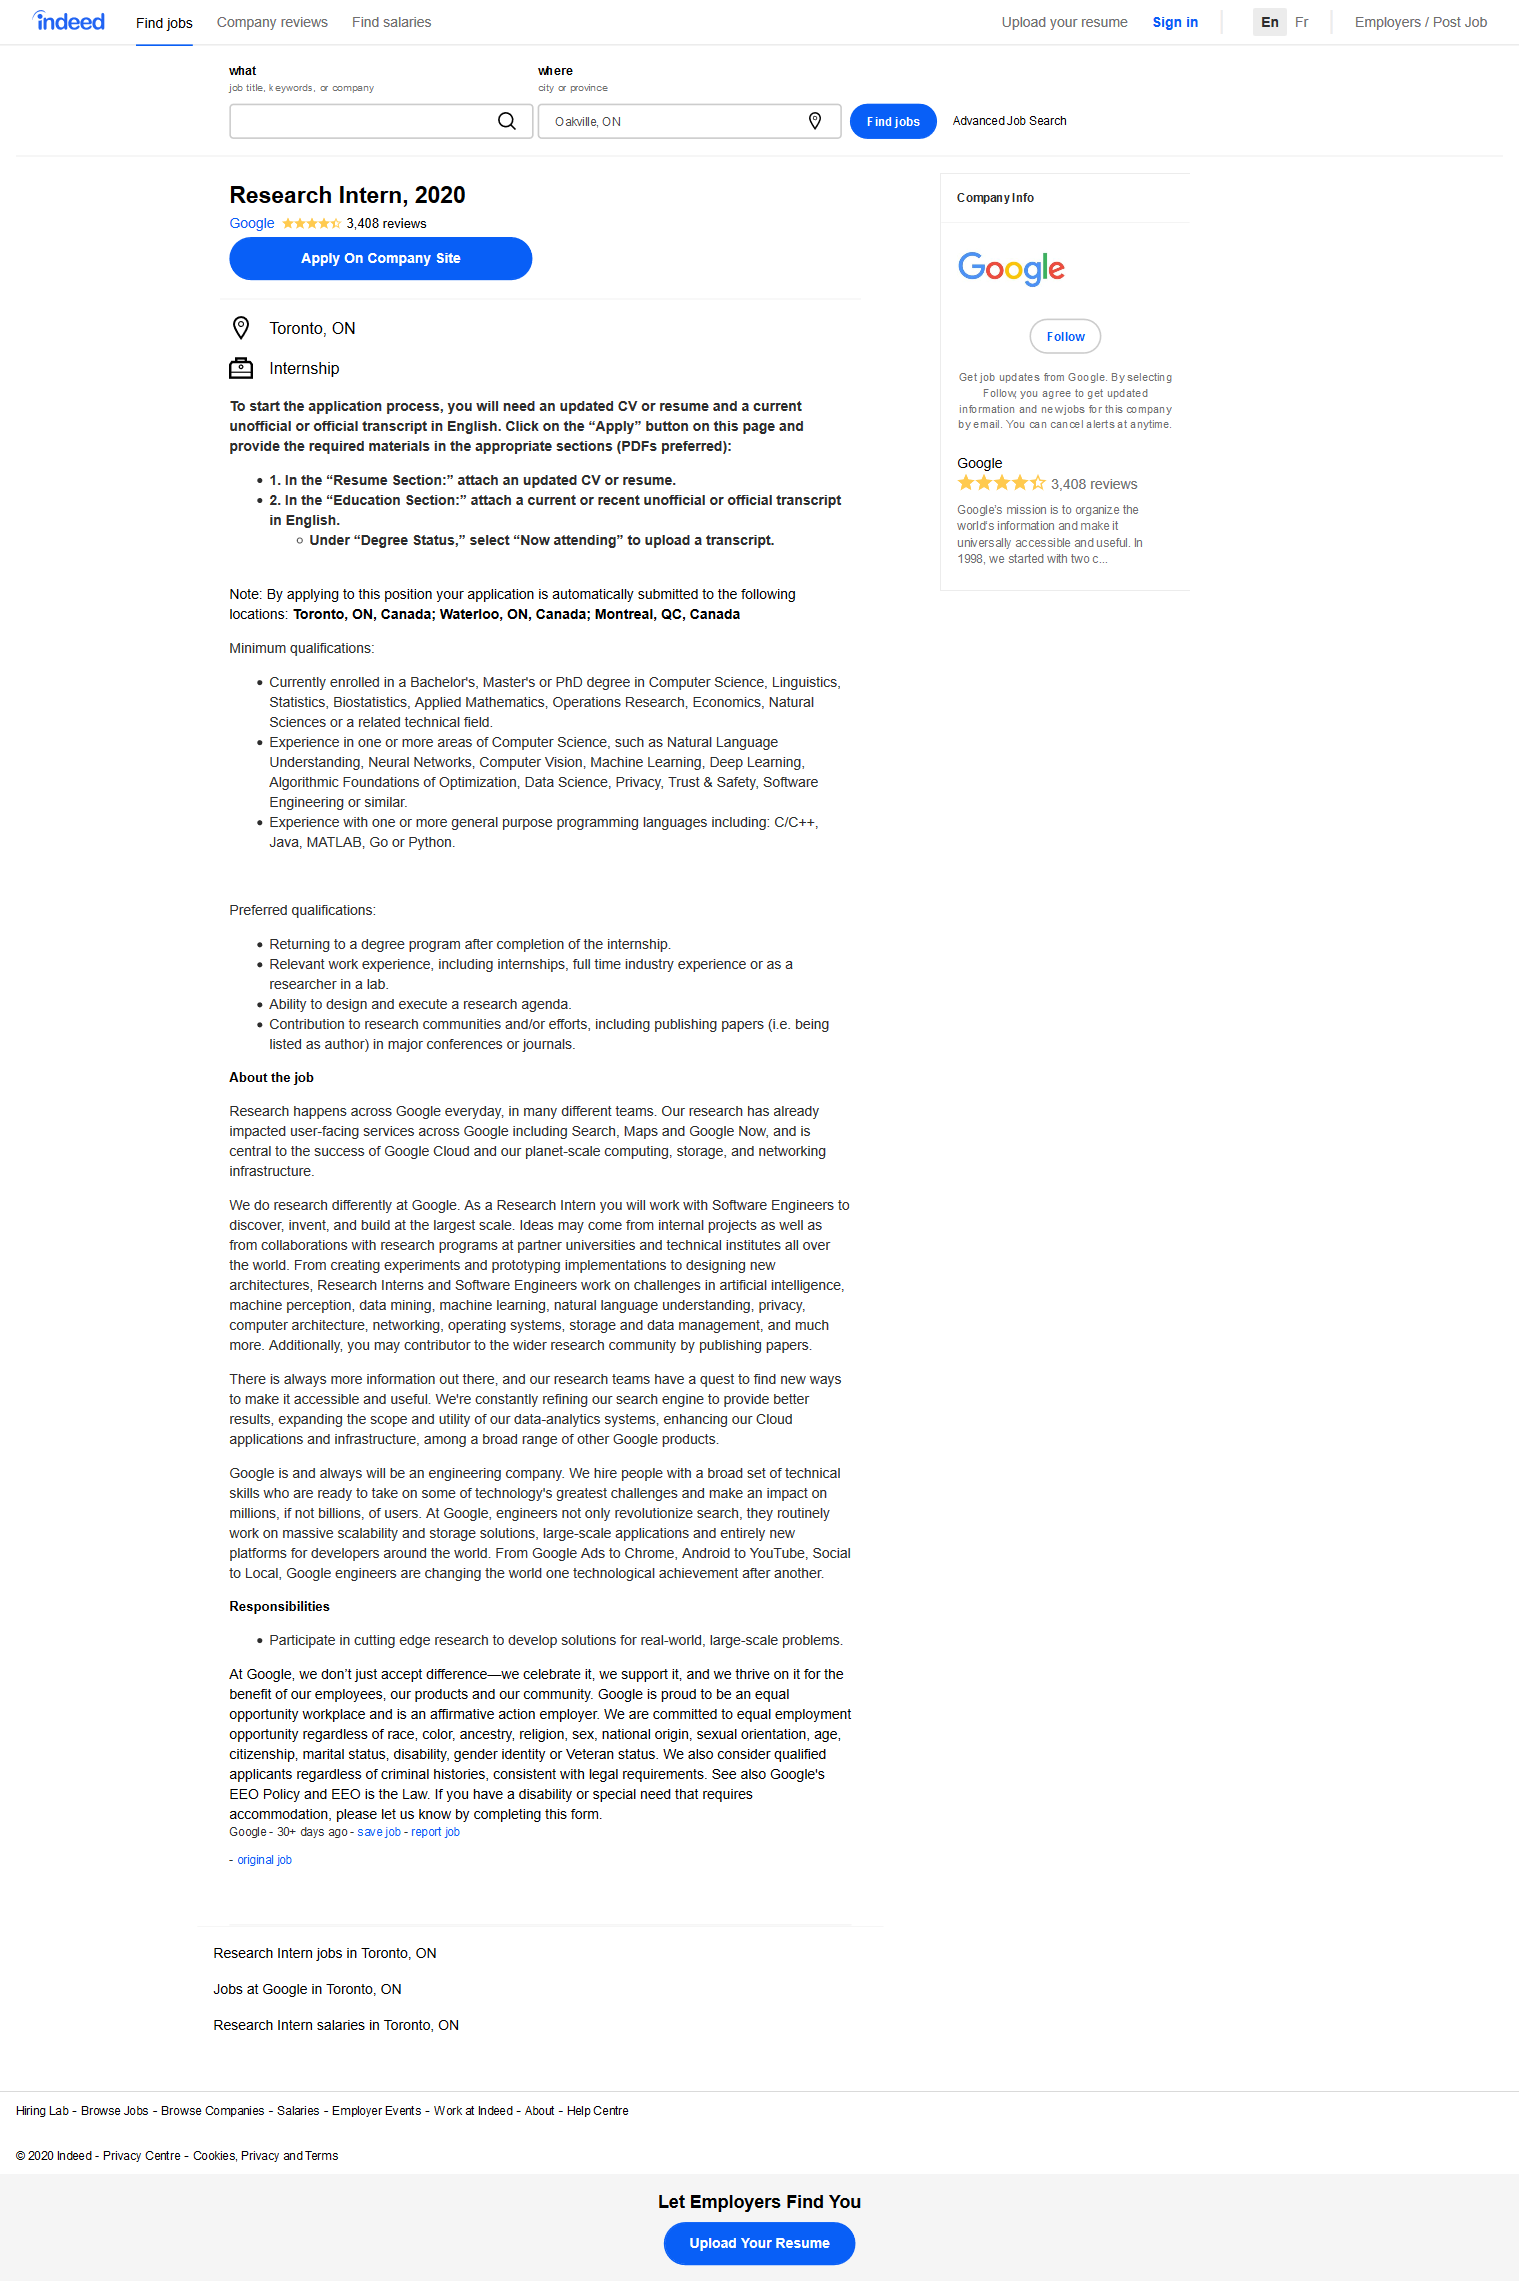 indeed Find jobs Company reviews Find salaries Upload your resume Sign in En Fr Employers / Post Job
what where
job title, keywords, or company city or province
Oakville, ON Find jobs Advanced Job Search
Research Intern, 2020
Google 3,408 reviews
Apply On Company Site
Toronto, ON
Internship
To start the application process, you will need an updated CV or resume and a current
unofficial or official transcript in English. Click on the “Apply” button on this page and
provide the required materials in the appropriate sections (PDFs preferred):
• 1. In the “Resume Section:” attach an updated CV or resume.
• 2. In the “Education Section:” attach a current or recent unofficial or official transcript
in English.
◦ Under “Degree Status,” select “Now attending” to upload a transcript.
Note: By applying to this position your application is automatically submitted to the following
locations: Toronto, ON, Canada; Waterloo, ON, Canada; Montreal, QC, Canada
Minimum qualifications:
• Currently enrolled in a Bachelor's, Master's or PhD degree in Computer Science, Linguistics,
Statistics, Biostatistics, Applied Mathematics, Operations Research, Economics, Natural
Sciences or a related technical field.
• Experience in one or more areas of Computer Science, such as Natural Language
Understanding, Neural Networks, Computer Vision, Machine Learning, Deep Learning,
Algorithmic Foundations of Optimization, Data Science, Privacy, Trust & Safety, Software
Engineering or similar.
• Experience with one or more general purpose programming languages including: C/C++,
Java, MATLAB, Go or Python.
Preferred qualifications:
• Returning to a degree program after completion of the internship.
• Relevant work experience, including internships, full time industry experience or as a
researcher in a lab.
• Ability to design and execute a research agenda.
• Contribution to research communities and/or efforts, including publishing papers (i.e. being
listed as author) in major conferences or journals.
About the job
Research happens across Google everyday, in many different teams. Our research has already
impacted user-facing services across Google including Search, Maps and Google Now, and is
central to the success of Google Cloud and our planet-scale computing, storage, and networking
infrastructure.
We do research differently at Google. As a Research Intern you will work with Software Engineers to
discover, invent, and build at the largest scale. Ideas may come from internal projects as well as
from collaborations with research programs at partner universities and technical institutes all over
the world. From creating experiments and prototyping implementations to designing new
architectures, Research Interns and Software Engineers work on challenges in artificial intelligence,
machine perception, data mining, machine learning, natural language understanding, privacy,
computer architecture, networking, operating systems, storage and data management, and much
more. Additionally, you may contributor to the wider research community by publishing papers.
There is always more information out there, and our research teams have a quest to find new ways
to make it accessible and useful. We're constantly refining our search engine to provide better
results, expanding the scope and utility of our data-analytics systems, enhancing our Cloud
applications and infrastructure, among a broad range of other Google products.
Google is and always will be an engineering company. We hire people with a broad set of technical
skills who are ready to take on some of technology's greatest challenges and make an impact on
millions, if not billions, of users. At Google, engineers not only revolutionize search, they routinely
work on massive scalability and storage solutions, large-scale applications and entirely new
platforms for developers around the world. From Google Ads to Chrome, Android to YouTube, Social
to Local, Google engineers are changing the world one technological achievement after another.
Responsibilities
• Participate in cutting edge research to develop solutions for real-world, large-scale problems.
At Google, we don’t just accept difference—we celebrate it, we support it, and we thrive on it for the
benefit of our employees, our products and our community. Google is proud to be an equal
opportunity workplace and is an affirmative action employer. We are committed to equal employment
opportunity regardless of race, color, ancestry, religion, sex, national origin, sexual orientation, age,
citizenship, marital status, disability, gender identity or Veteran status. We also consider qualified
applicants regardless of criminal histories, consistent with legal requirements. See also Google's
EEO Policy and EEO is the Law. If you have a disability or special need that requires
accommodation, please let us know by completing this form.
Google - 30+ days ago - save job - report job
- original job
Company Info
Google
Follow
Get job updates from Google. By selecting
Follow, you agree to get updated
information and new jobs for this company
by email. You can cancel alerts at anytime.
Google
3,408 reviews
Google's mission is to organize the
world's information and make it
universally accessible and useful. In
1998, we started with two c...
Research Intern jobs in Toronto, ON
Jobs at Google in Toronto, ON
Research Intern salaries in Toronto, ON
Hiring Lab - Browse Jobs - Browse Companies - Salaries - Employer Events - Work at Indeed - About - Help Centre
© 2020 Indeed - Privacy Centre - Cookies, Privacy and Terms
Let Employers Find You
Upload Your Resume